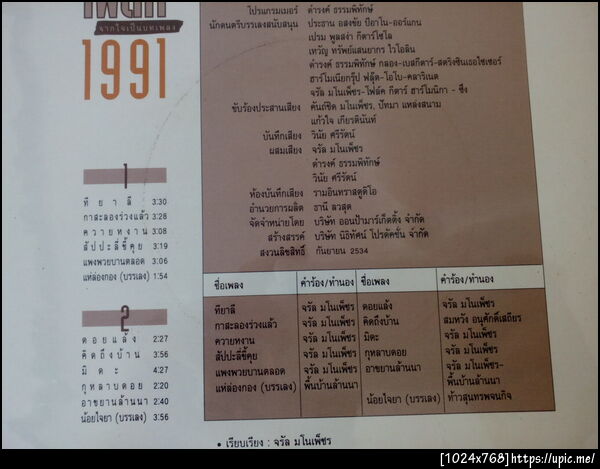 โฟล์ค
จากใจเป็นบทเพลง
1991
โปรแกรมเมอร์ ดำรงค์ ธรรมพิทักษ์
นักดนตรีบรรเลงสนับสนุน ประธาน อสงขัย ปิอาโน-ออร์แกน
เปรม พูลสง่า กีตาร์โซโล
เทวัญ ทรัพย์แสนยากร ไวโอลิน
ดำรงค์ ธรรมพิทักษ์ กลอง-เบสกีตาร์-สตริงซินเธอไซเซอร์
ฮาร์โมเนียกรุ๊ป ฟลุ๊ต-โอโบ-คลาริเนต
จรัล มโนเพ็ชร-โฟล์ค กีตาร์ ฮาร์โมนิกา - ซึง
ขับร้องประสานเสียง คันถ์ชิด มโนเพ็ชร, ปัทมา แหล่งสนาม
แก้วใจ เกียรตินันท์
บันทึกเสียง วินัย ศรีรัตน์
ผสมเสียง จรัล มโนเพ็ชร
ดำรงค์ ธรรมพิทักษ์
วินัย ศรีรัตน์
ห้องบันทึกเสียง รามอินทราสตูดิโอ
อำนวยการผลิต ธานี ลวสุต
จัดจำหน่ายโดย บริษัท ออนป้ามาร์เก็ตติ้ง จำกัด
สร้างสรรค์ บริษัท นิธิทัศน์ โปรดัคชั่น จำกัด
สงวนลิขสิทธิ์ กันยายน 2534
1
ทิยาลี 3:30
กาสะลองร่วงแล้ว 3:28
ควายหงาน 3:08
สัปปะลี่ขี้คุย 3:19
แพงพวยบานตลอด 3:06
แห่ล่องกอง (บรรเลง) 1:54
2
ดอยแล้ง 2:27
คิดถึงบ้าน 3:56
มิดะ 4:27
กุหลาบดอย 2:20
อาขยานล้านนา 2:40
น้อยไจยา (บรรเลง) 3:56
ชื่อเพลง คำร้อง/ทำนอง ชื่อเพลง คำร้อง/ทำนอง
ทิยาลี จรัล มโนเพ็ชร ดอยแล้ง จรัล มโนเพ็ชร
กาสะลองร่วงแล้ว จรัล มโนเพ็ชร คิดถึงบ้าน สมหวัง อนุศักดิ์เสถียร
ควายหงาน จรัล มโนเพ็ชร มิดะ จรัล มโนเพ็ชร
สัปปะลี่ขี้คุย จรัล มโนเพ็ชร กุหลาบดอย จรัล มโนเพ็ชร
แพงพวยบานตลอด จรัล มโนเพ็ชร อาขยานล้านนา จรัล มโนเพ็ชร-
แห่ล่องกอง (บรรเลง) พื้นบ้านล้านนา พื้นบ้านล้านนา
น้อยไจยา (บรรเลง) ท้าวสุนทรพจนกิจ
• เรียบเรียง : จรัล มโนเพ็ชร
[1024x768]https://upic.me/